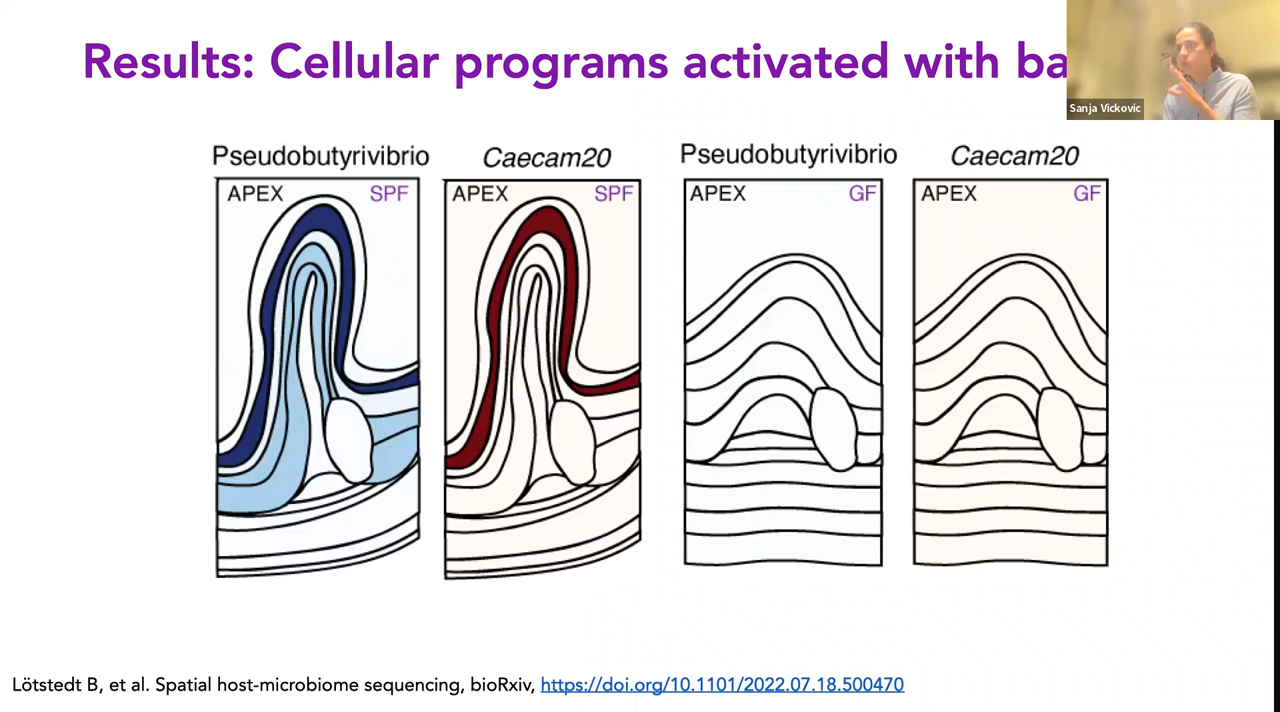 Results: Cellular programs activated with ba
Sanja Vickovic
Pseudobutyrivibrio
Caecam20
Pseudobutyrivibrio
Caecam20
APEX SPF
APEX SPF
APEX GF
APEX GF
Lötstedt B, et al. Spatial host-microbiome sequencing, bioRxiv, https://doi.org/10.1101/2022.07.18.500470